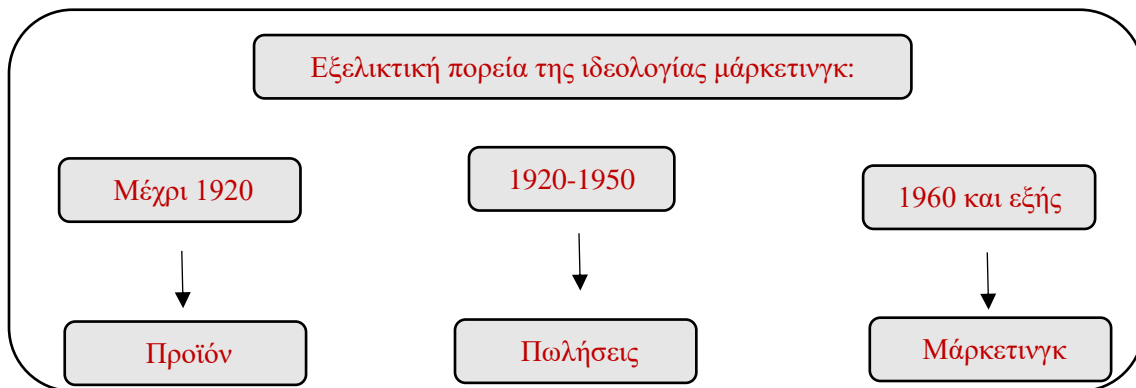 Εξελικτική πορεία της ιδεολογίας μάρκετινγκ:
Μέχρι 1920
1920-1950
1960 και εξής
Προϊόν
Πωλήσεις
Μάρκετινγκ